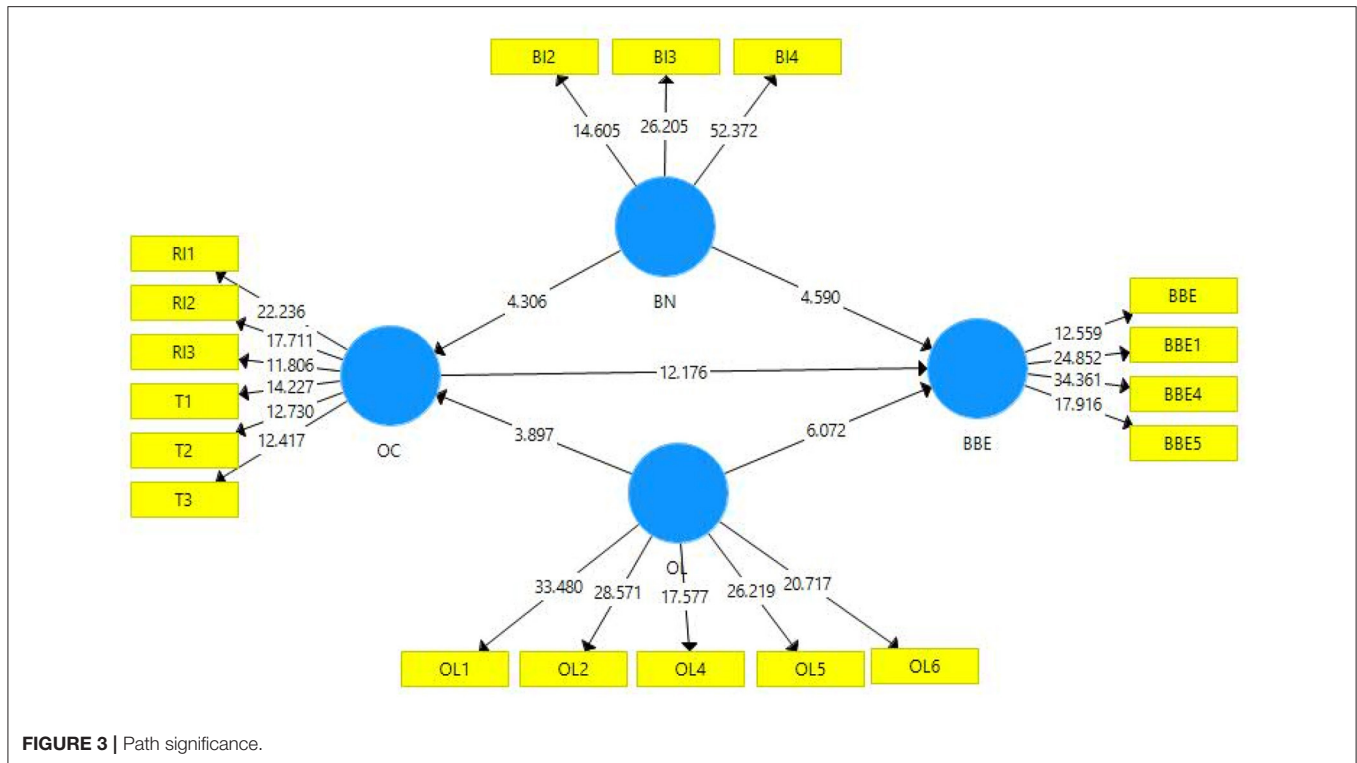 BI2 BI3 BI4
14.605 26.205 52.372
BN
RI1
RI2
RI3
T1
T2
T3
22.236
17.711
11.806
14.227
12.730
12.417
OC
4.306
4.590
12.176
3.897
6.072
BBE
12.559
24.852
34.361
17.916
BBE
BBE1
BBE4
BBE5
OL
33.480 28.571 17.577 26.219 20.717
OL1 OL2 OL4 OL5 OL6
FIGURE 3 | Path significance.